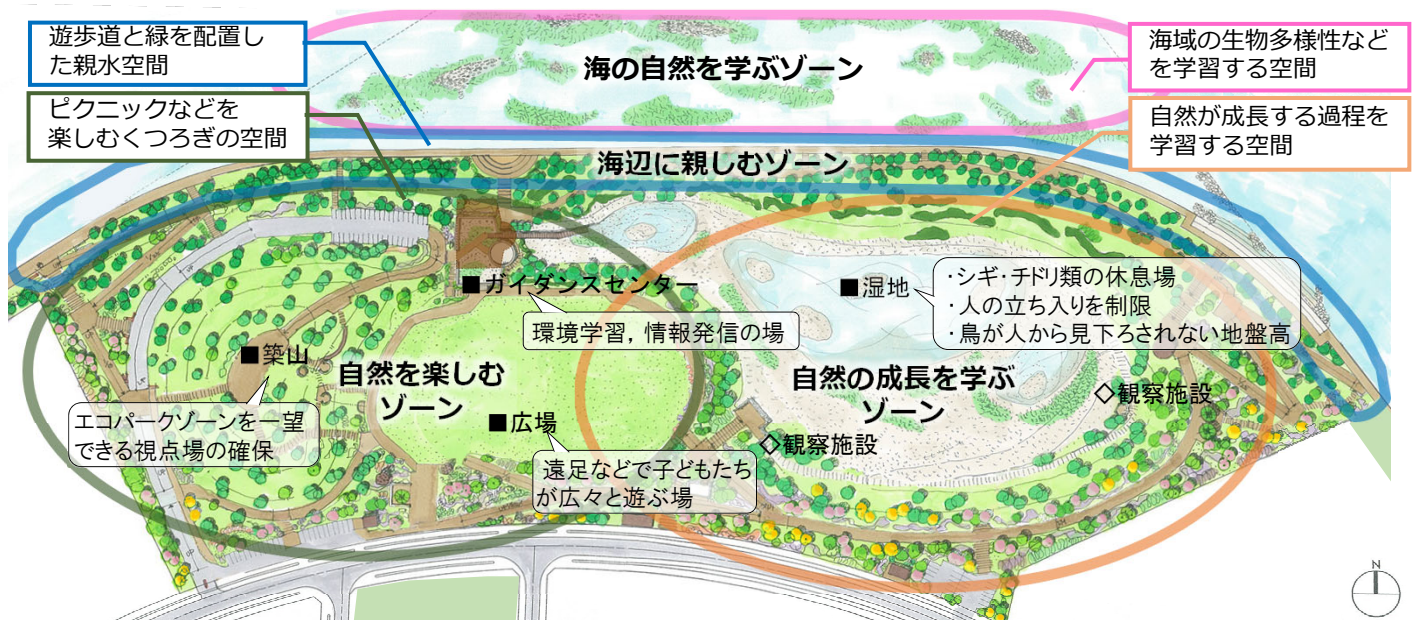 遊歩道と緑を配置し
た親水空間
ピクニックなどを
楽しむくつろぎの空間
海の自然を学ぶゾーン
海域の生物多様性など
を学習する空間
自然が成長する過程を
学習する空間
海辺に親しむゾーン
■ガイダンスセンター
環境学習，情報発信の場
■湿地
・シギ・チドリ類の休息場
・人の立ち入りを制限
・鳥が人から見下ろされない地盤高
■築山
エコパークゾーンを一望
できる視点場の確保
自然を楽しむ
ゾーン
■広場
遠足などで子どもたち
が広々と遊ぶ場
自然の成長を学ぶ
ゾーン
◇観察施設
◇観察施設
N